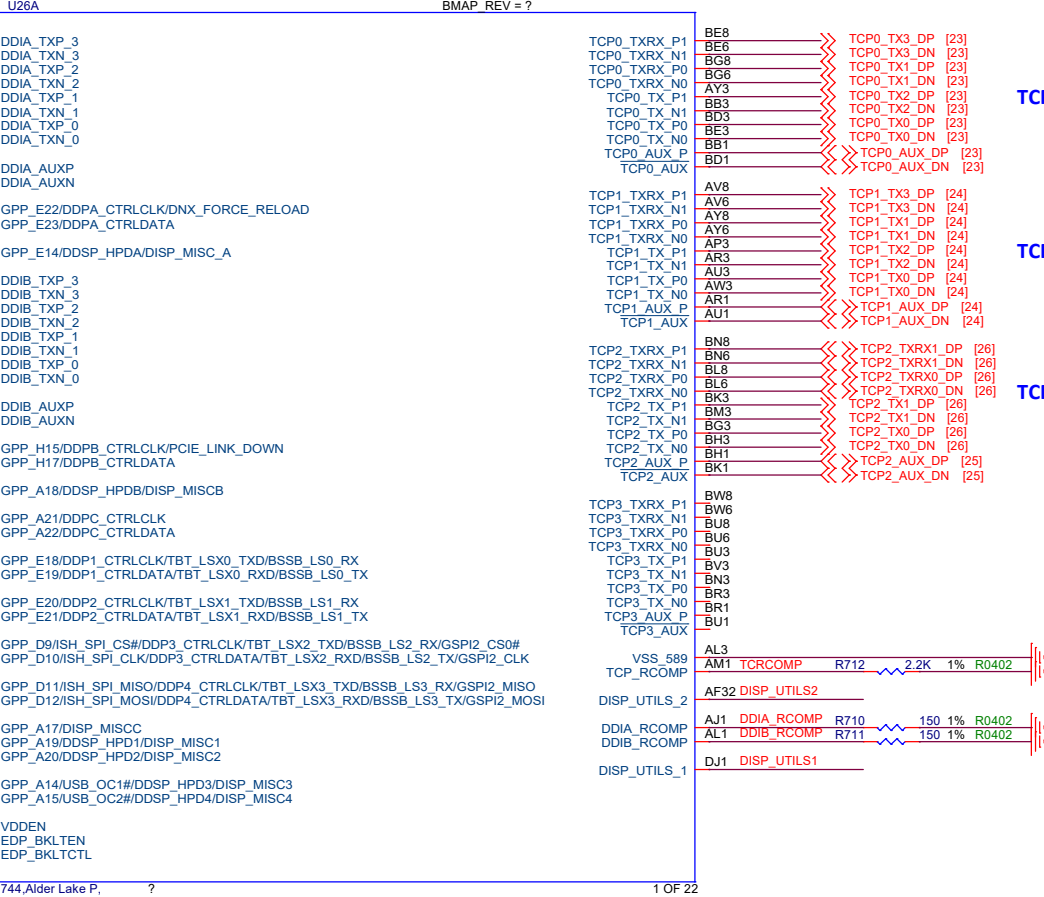 U26A BMAP_REV = ?
DDIA_TXP_3
DDIA_TXN_3
DDIA_TXP_2
DDIA_TXN_2
DDIA_TXP_1
DDIA_TXN_1
DDIA_TXP_0
DDIA_TXN_0
DDIA_AUXP
DDIA_AUXN
GPP_E22/DDPA_CTRLCLK/DNX_FORCE_RELOAD
GPP_E23/DDPA_CTRLDATA
GPP_E14/DDSP_HPDA/DISP_MISC_A
DDIB_TXP_3
DDIB_TXN_3
DDIB_TXP_2
DDIB_TXN_2
DDIB_TXP_1
DDIB_TXN_1
DDIB_TXP_0
DDIB_TXN_0
DDIB_AUXP
DDIB_AUXN
GPP_H15/DDPB_CTRLCLK/PCIE_LINK_DOWN
GPP_H17/DDPB_CTRLDATA
GPP_A18/DDSP_HPDB/DISP_MISCB
GPP_A21/DDPC_CTRLCLK
GPP_A22/DDPC_CTRLDATA
GPP_E18/DDP1_CTRLCLK/TBT_LSX0_TXD/BSSB_LS0_RX
GPP_E19/DDP1_CTRLDATA/TBT_LSX0_RXD/BSSB_LS0_TX
GPP_E20/DDP2_CTRLCLK/TBT_LSX1_TXD/BSSB_LS1_RX
GPP_E21/DDP2_CTRLDATA/TBT_LSX1_RXD/BSSB_LS1_TX
GPP_D9/ISH_SPI_CS#/DDP3_CTRLCLK/TBT_LSX2_TXD/BSSB_LS2_RX/GSPI2_CS0#
GPP_D10/ISH_SPI_CLK/DDP3_CTRLDATA/TBT_LSX2_RXD/BSSB_LS2_TX/GSPI2_CLK
GPP_D11/ISH_SPI_MISO/DDP4_CTRLCLK/TBT_LSX3_TXD/BSSB_LS3_RX/GSPI2_MISO
GPP_D12/ISH_SPI_MOSI/DDP4_CTRLDATA/TBT_LSX3_RXD/BSSB_LS3_TX/GSPI2_MOSI
GPP_A17/DISP_MISCC
GPP_A19/DDSP_HPD1/DISP_MISC1
GPP_A20/DDSP_HPD2/DISP_MISC2
GPP_A14/USB_OC1#/DDSP_HPD3/DISP_MISC3
GPP_A15/USB_OC2#/DDSP_HPD4/DISP_MISC4
VDDEN
EDP_BKLTEN
EDP_BKLTCTL
TCP0_TXRX_P1 BE8 TCP0_TX3_DP [23]
TCP0_TXRX_N1 BE6 TCP0_TX3_DN [23]
TCP0_TXRX_P0 BG8 TCP0_TX1_DP [23]
TCP0_TXRX_N0 BG6 TCP0_TX1_DN [23]
TCP0_TX_P1 AY3 TCP0_TX2_DP [23]
TCP0_TX_N1 BB3 TCP0_TX2_DN [23]
TCP0_TX_P0 BD3 TCP0_TX0_DP [23]
TCP0_TX_N0 BE3 TCP0_TX0_DN [23]
TCP0_AUX_P BB1 TCP0_AUX_DP [23]
TCP0_AUX BD1 TCP0_AUX_DN [23]
TCP1_TXRX_P1 AV8 TCP1_TX3_DP [24]
TCP1_TXRX_N1 AV6 TCP1_TX3_DN [24]
TCP1_TXRX_P0 AY8 TCP1_TX1_DP [24]
TCP1_TXRX_N0 AY6 TCP1_TX1_DN [24]
TCP1_TX_P1 AP3 TCP1_TX2_DP [24]
TCP1_TX_N1 AR3 TCP1_TX2_DN [24]
TCP1_TX_P0 AU3 TCP1_TX0_DP [24]
TCP1_TX_N0 AW3 TCP1_TX0_DN [24]
TCP1_AUX_P AR1 TCP1_AUX_DP [24]
TCP1_AUX AU1 TCP1_AUX_DN [24]
TCP2_TXRX_P1 BN8 TCP2_TXRX1_DP [26]
TCP2_TXRX_N1 BN6 TCP2_TXRX1_DN [26]
TCP2_TXRX_P0 BL8 TCP2_TXRX0_DP [26]
TCP2_TXRX_N0 BL6 TCP2_TXRX0_DN [26]
TCP2_TX_P1 BK3 TCP2_TX1_DP [26]
TCP2_TX_N1 BM3 TCP2_TX1_DN [26]
TCP2_TX_P0 BG3 TCP2_TX0_DP [26]
TCP2_TX_N0 BH3 TCP2_TX0_DN [26]
TCP2_AUX_P BH1 TCP2_AUX_DP [25]
TCP2_AUX BK1 TCP2_AUX_DN [25]
TCP3_TXRX_P1 BW8
TCP3_TXRX_N1 BW6
TCP3_TXRX_P0 BU8
TCP3_TXRX_N0 BU6
TCP3_TX_P1 BU3
TCP3_TX_N1 BV3
TCP3_TX_P0 BN3
TCP3_TX_N0 BR3
TCP3_AUX_P BR1
TCP3_AUX BU1
VSS_589 AL3
TCP_RCOMP AM1 TCRCOMP R712 2.2K 1% R0402
DISP_UTILS_2 AF32 DISP_UTILS2
DDIA_RCOMP AJ1 DDIA_RCOMP R710 150 1% R0402
DDIB_RCOMP AL1 DDIB_RCOMP R711 150 1% R0402
DISP_UTILS_1 DJ1 DISP_UTILS1
744,Alder Lake P, ? 1 OF 22